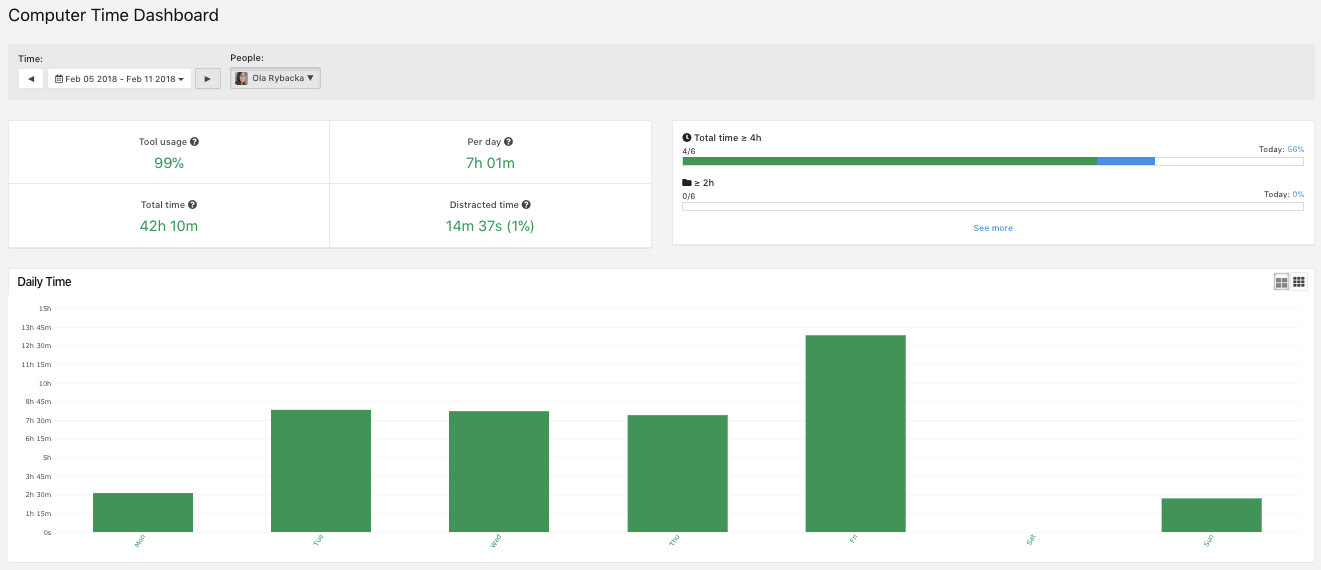 Computer Time Dashboard
Time:
People:
Feb 05 2018 - Feb 11 2018
Ola Rybacka
Tool usage
99%
Per day
7h 01m
Total time
42h 10m
Distracted time
14m 37s (1%)
Total time ≥ 4h
4/6
Today: 56%
≥ 2h
0/6
Today: 0%
See more
Daily Time
15h
13h 45m
12h 30m
11h 15m
10h
8h 45m
7h 30m
6h 15m
5h
3h 45m
2h 30m
1h 15m
0s
Mon
Tue
Wed
Thu
Fri
Sat
Sun